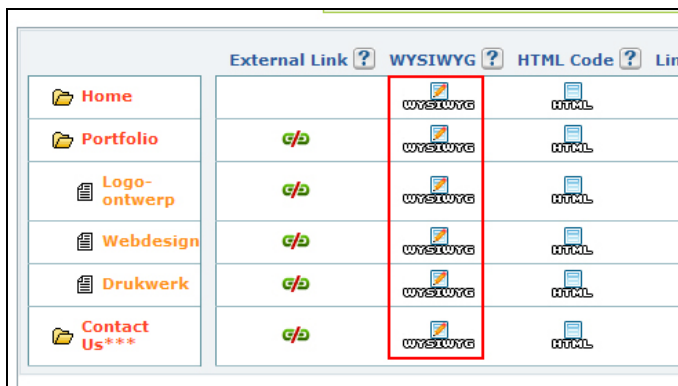 External Link ? WYSIWYG ? HTML Code ? Lin
Home WYSIWYG HTML
Portfolio WYSIWYG HTML
Logo-
ontwerp WYSIWYG HTML
Webdesign WYSIWYG HTML
Drukwerk WYSIWYG HTML
Contact
Us*** WYSIWYG HTML